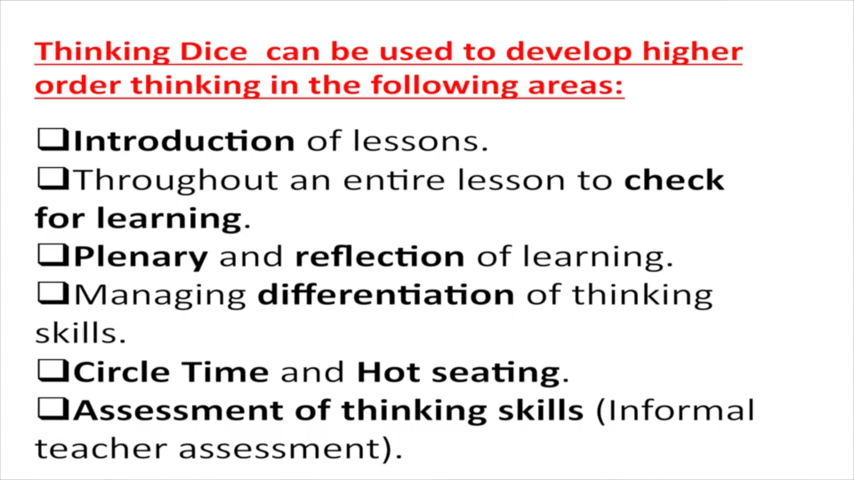 Thinking Dice can be used to develop higher
order thinking in the following areas:
❑Introduction of lessons.
❑Throughout an entire lesson to check
for learning.
❑Plenary and reflection of learning.
❑Managing differentiation of thinking
skills.
❑Circle Time and Hot seating.
❑Assessment of thinking skills (Informal
teacher assessment).